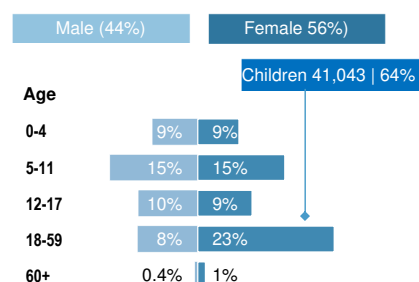 Male (44%) Female 56%)
Children 41,043 | 64%
Age
0-4 9% 9%
5-11 15% 15%
12-17 10% 9%
18-59 8% 23%
60+ 0.4% 1%